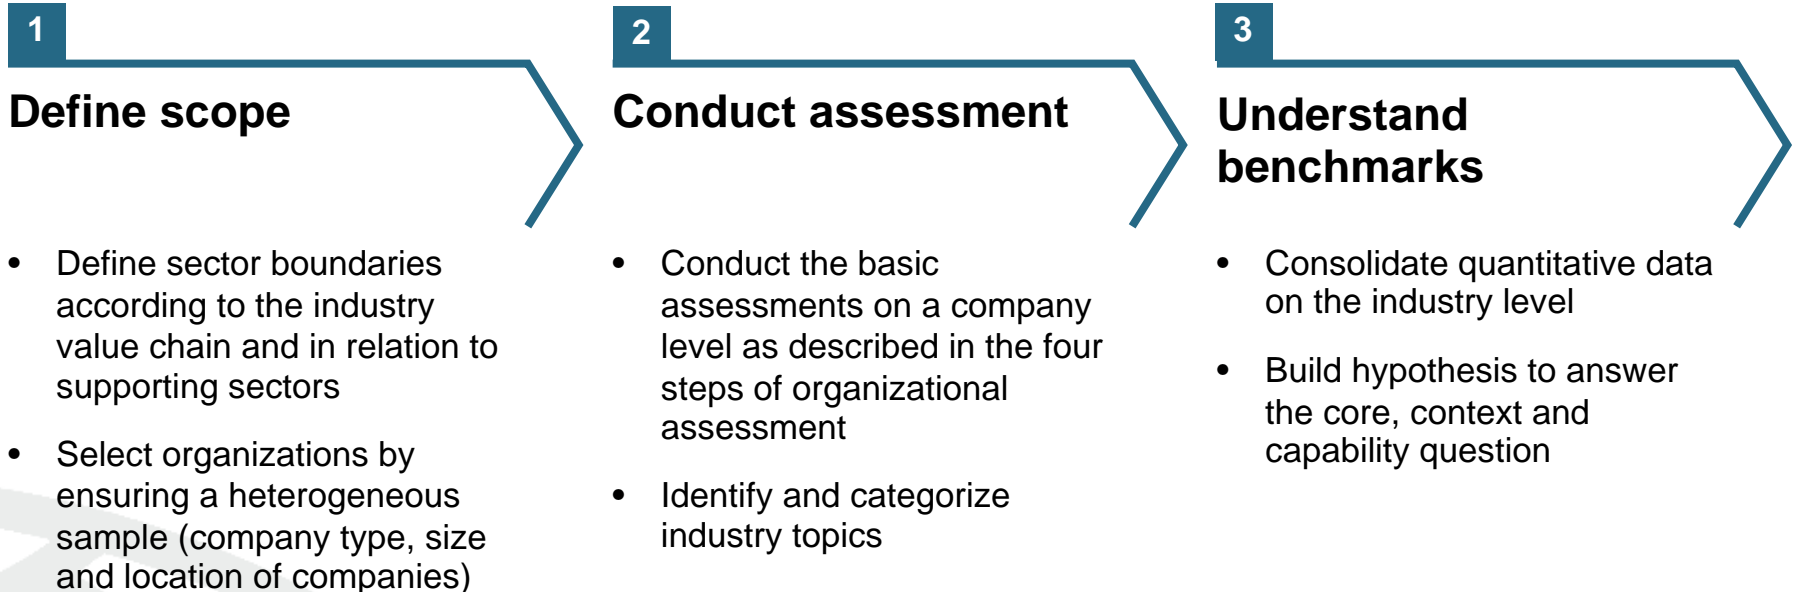 1
Define scope
• Define sector boundaries
according to the industry
value chain and in relation to
supporting sectors
• Select organizations by
ensuring a heterogeneous
sample (company type, size
and location of companies)
2
Conduct assessment
• Conduct the basic
assessments on a company
level as described in the four
steps of organizational
assessment
• Identify and categorize
industry topics
3
Understand
benchmarks
• Consolidate quantitative data
on the industry level
• Build hypothesis to answer
the core, context and
capability question